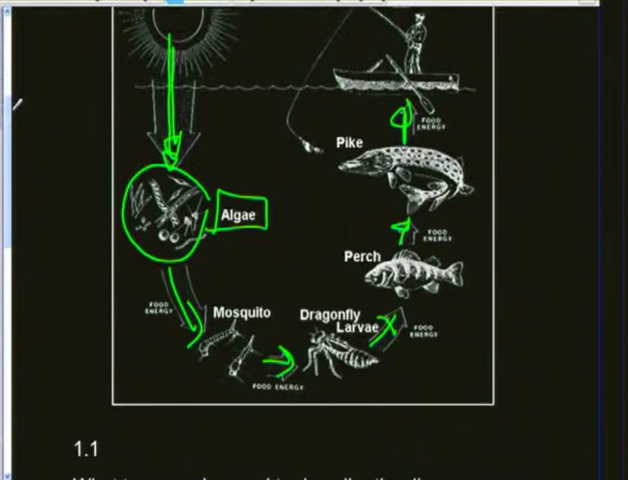 FOOD
ENERGY
Pike
Algae
FOOD
ENERGY
Perch
FOOD
ENERGY
Mosquito
Dragonfly
Larvae
FOOD
ENERGY
FOOD ENERGY
1.1